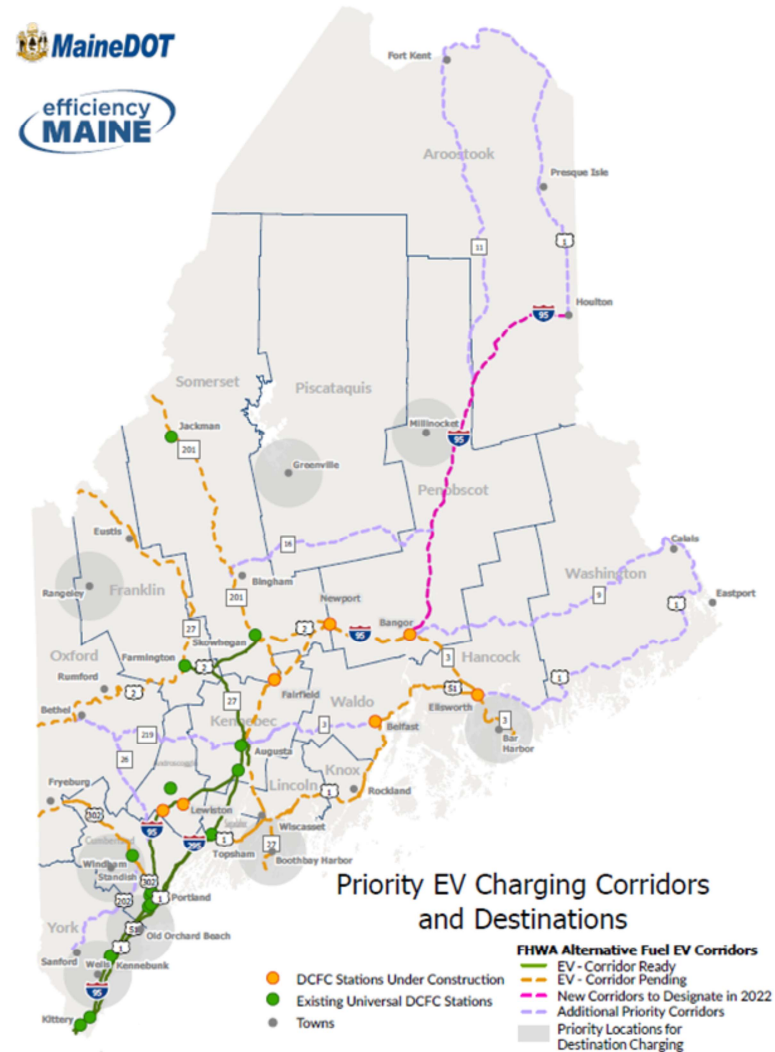 MaineDOT
efficiency
MAINE
Fort Kent
Aroostook
Presque Isle
11
1
Houlton
95
Somerset
Piscataquis
Jackman
201
Millinocket
95
Greenville
Penobscot
Eustis
16
Calais
Bingham
Washington
Rangeley
Franklin
201
9
Eastport
Newport
Bangor
1
27
2
95
Skowhegan
Oxford
Farmington
2
3
Hancock
Rumford
2
27
Fairfield
Waldo
1
Ellsworth
Bethel
Kennebec
3
3
219
Belfast
Bar
Harbor
26
Augusta
Knox
Lincoln
Fryeburg
1
Rockland
302
Lewiston
95
Wiscasset
295
1
Cumberland
Topsham
27
Boothbay Harbor
Windham
Standish
302
1
Portland
202
York
Old Orchard Beach
1
Sanford
Wells
Kennebunk
95
Kittery
Priority EV Charging Corridors
and Destinations
FHWA Alternative Fuel EV Corridors
EV - Corridor Ready
EV - Corridor Pending
New Corridors to Designate in 2022
Additional Priority Corridors
Priority Locations for
Destination Charging
DCFC Stations Under Construction
Existing Universal DCFC Stations
Towns